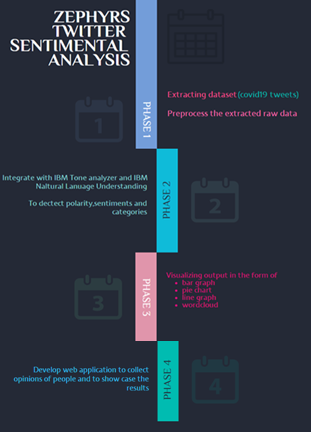 ZEPHYRS
TWITTER
SENTIMENTAL
ANALYSIS
PHASE 1
1
Extracting dataset(covid19 tweets)
Preprocess the extracted raw data
Integrate with IBM Tone analyzer and IBM
Naltural Lanuage Understanding
To dectect polarity,sentiments and
categories
PHASE 2
2
PHASE 3
3
Visualizing output in the form of
• bar graph
• pie chart
• line graph
• wordcloud
Develop web application to collect
opinions of people and to show case the
results
PHASE 4
4